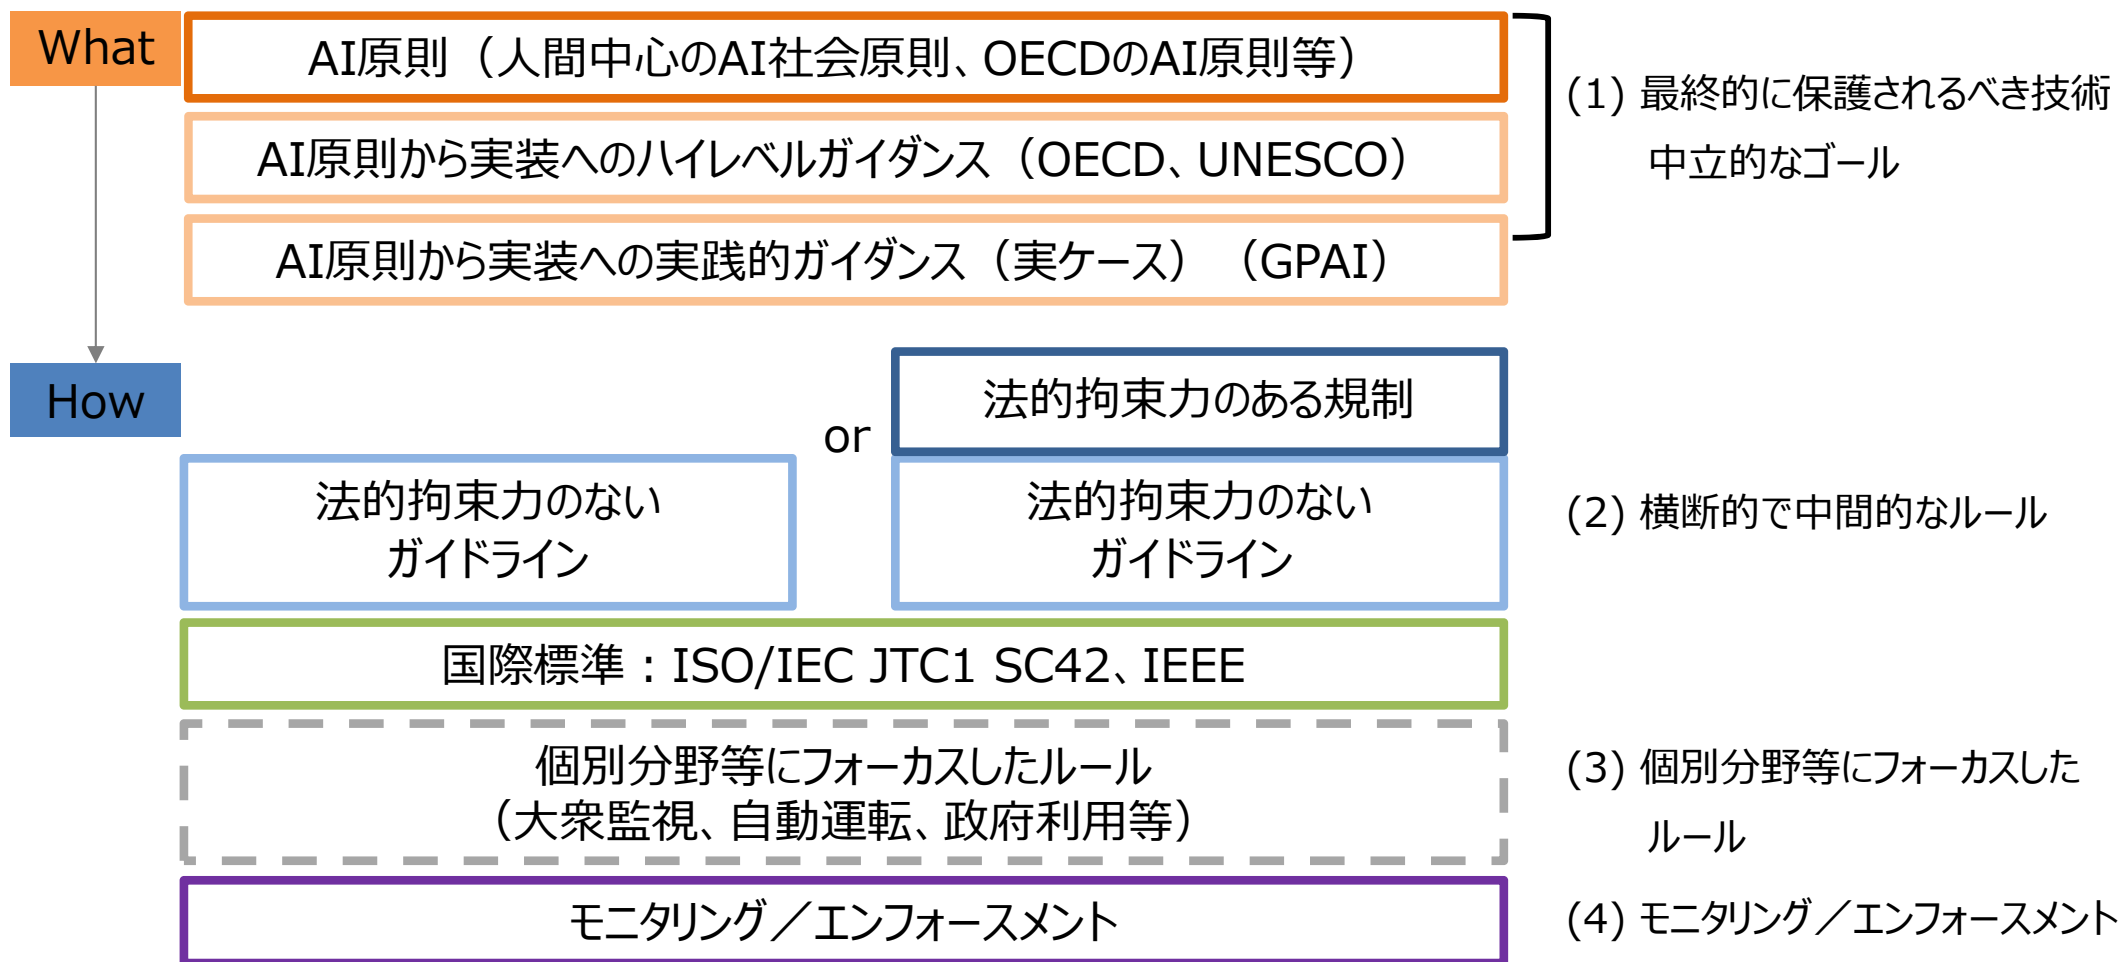 What
AI原則（人間中心のAI社会原則、OECDのAI原則等）
AI原則から実装へのハイレベルガイダンス（OECD、UNESCO）
AI原則から実装への実践的ガイダンス（実ケース）（GPAI）
(1) 最終的に保護されるべき技術
中立的なゴール
How
or
法的拘束力のある規制
法的拘束力のない
ガイドライン
法的拘束力のない
ガイドライン
(2) 横断的で中間的なルール
国際標準：ISO/IEC JTC1 SC42、IEEE
個別分野等にフォーカスしたルール
（大衆監視、自動運転、政府利用等）
(3) 個別分野等にフォーカスした
ルール
モニタリング／エンフォースメント
(4) モニタリング／エンフォースメント